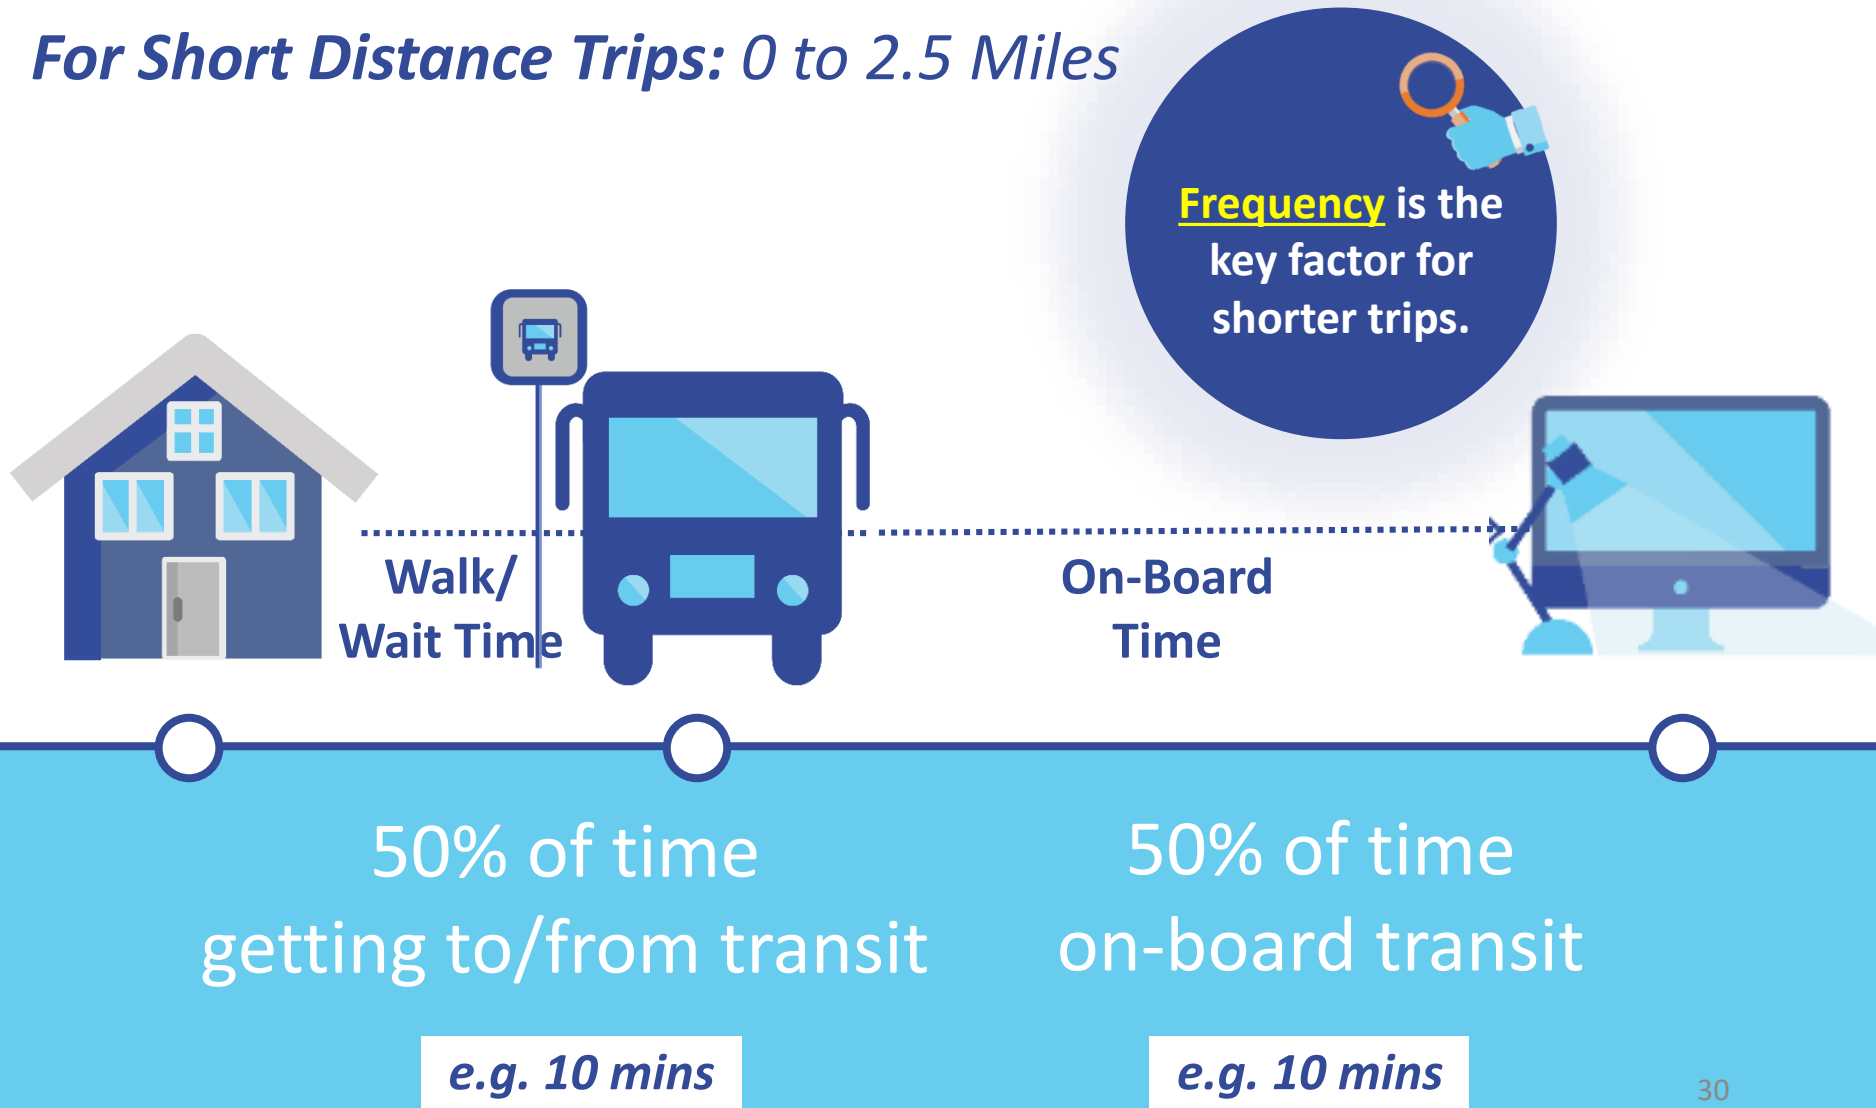 For Short Distance Trips: 0 to 2.5 Miles
Frequency is the
key factor for
shorter trips.
Walk/
Wait Time
On-Board
Time
50% of time
getting to/from transit
e.g. 10 mins
50% of time
on-board transit
e.g. 10 mins
30